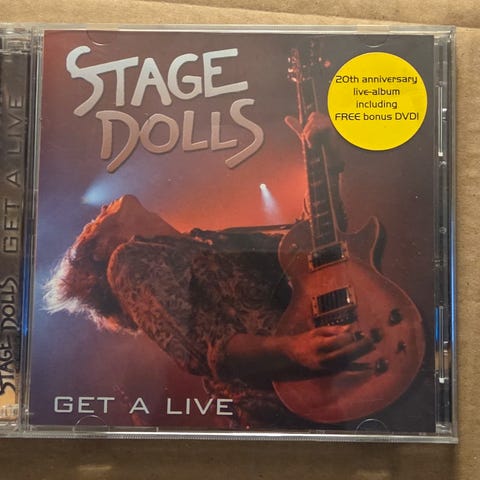 STAGE
DOLLS
20th anniversary
live-album
including
FREE bonus DVD!
GET A LIVE
STAGE DOLLS GET A LIVE